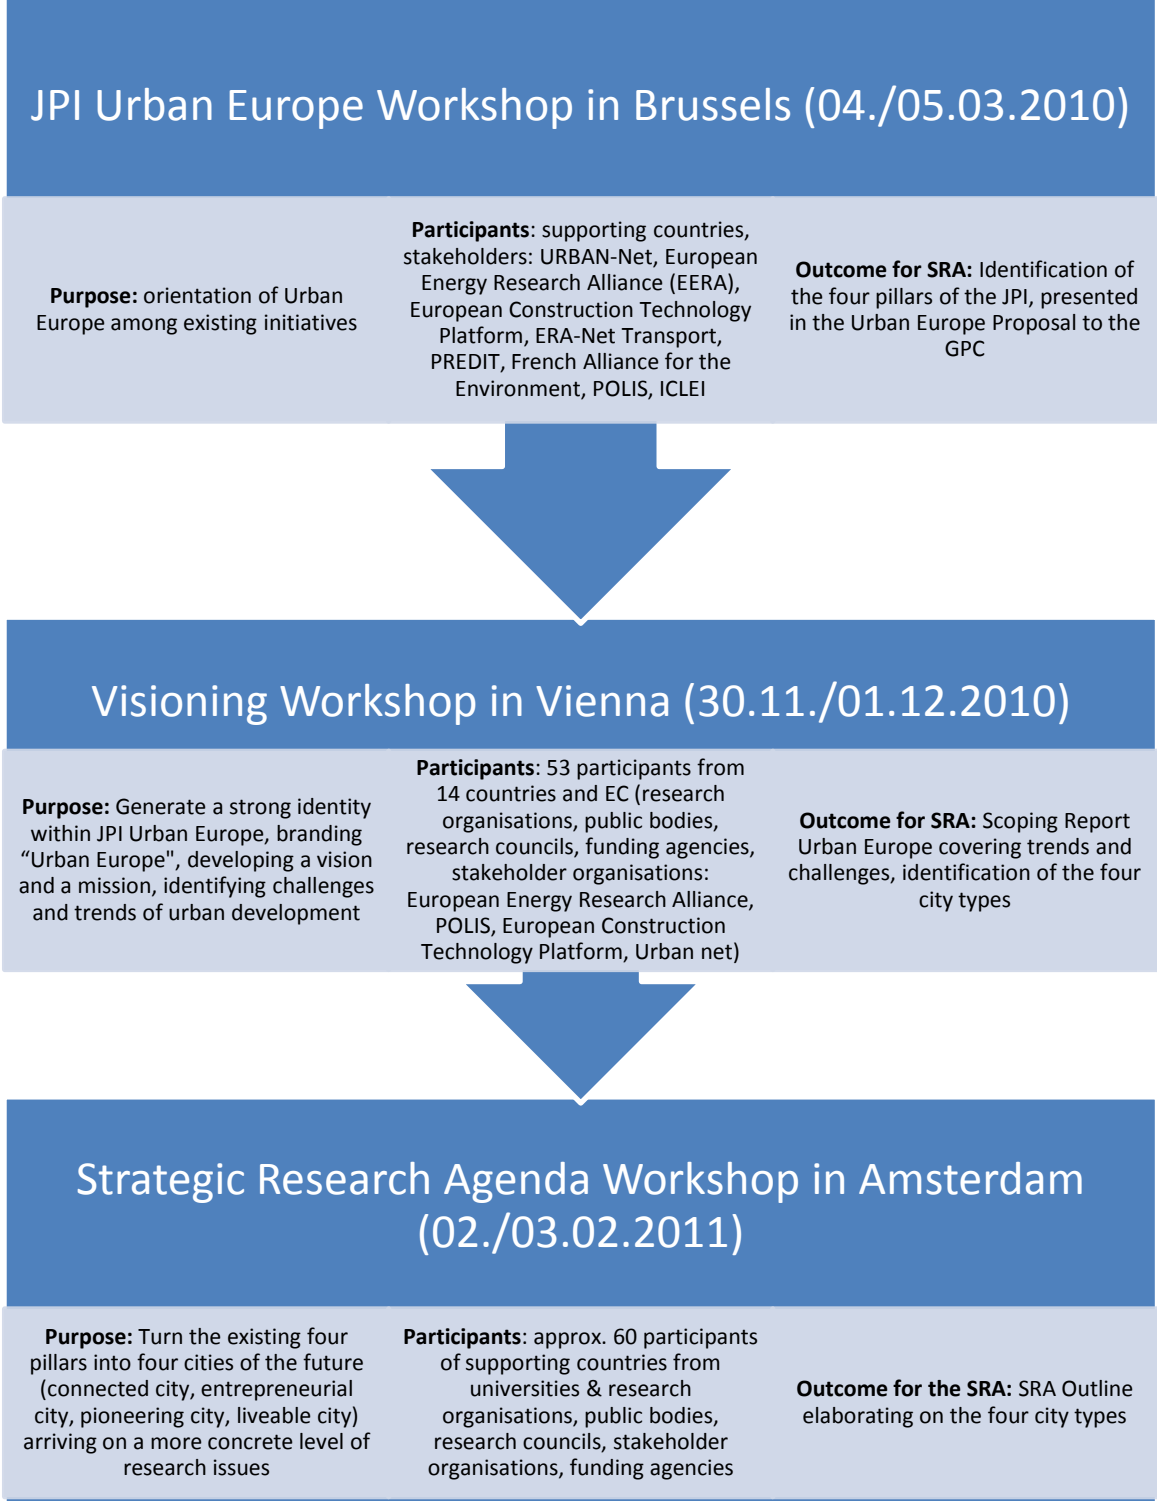 JPI Urban Europe Workshop in Brussels (04./05.03.2010)
Purpose: orientation of Urban
Europe among existing initiatives
Participants: supporting countries,
stakeholders: URBAN-Net, European
Energy Research Alliance (EERA),
European Construction Technology
Platform, ERA-Net Transport,
PREDIT, French Alliance for the
Environment, POLIS, ICLEI
Outcome for SRA: Identification of
the four pillars of the JPI, presented
in the Urban Europe Proposal to the
GPC
Visioning Workshop in Vienna (30.11./01.12.2010)
Purpose: Generate a strong identity
within JPI Urban Europe, branding
“Urban Europe", developing a vision
and a mission, identifying challenges
and trends of urban development
Participants: 53 participants from
14 countries and EC (research
organisations, public bodies,
research councils, funding agencies,
stakeholder organisations:
European Energy Research Alliance,
POLIS, European Construction
Technology Platform, Urban net)
Outcome for SRA: Scoping Report
Urban Europe covering trends and
challenges, identification of the four
city types
Strategic Research Agenda Workshop in Amsterdam
(02./03.02.2011)
Purpose: Turn the existing four
pillars into four cities of the future
(connected city, entrepreneurial
city, pioneering city, liveable city)
arriving on a more concrete level of
research issues
Participants: approx. 60 participants
of supporting countries from
universities & research
organisations, public bodies,
research councils, stakeholder
organisations, funding agencies
Outcome for the SRA: SRA Outline
elaborating on the four city types